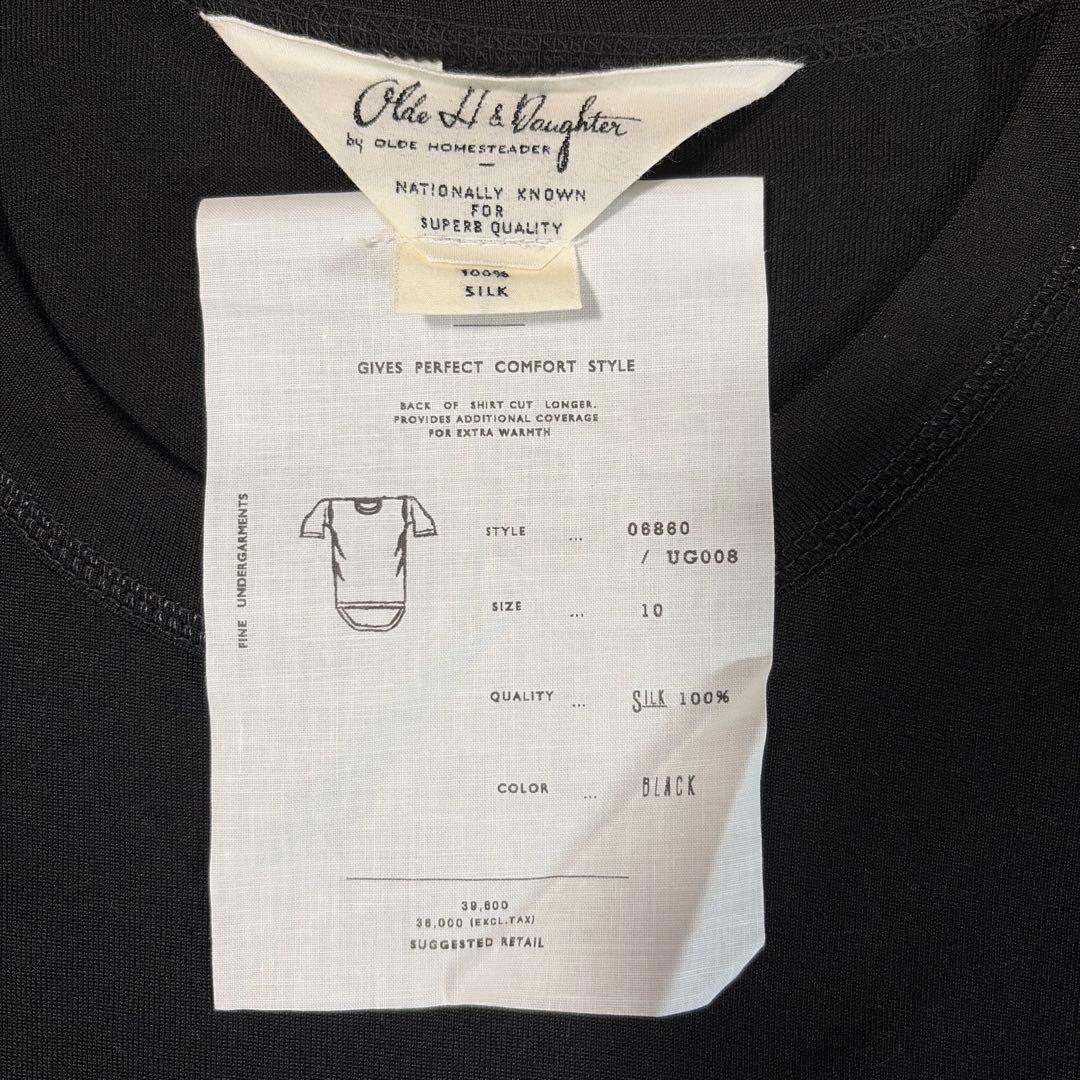 Olde H & Daughter
by OLDE HOMESTEADER
NATIONALLY KNOWN
FOR
SUPERB QUALITY
100%
SILK
GIVES PERFECT COMFORT STYLE
BACK OF SHIRT CUT LONGER.
PROVIDES ADDITIONAL COVERAGE
FOR EXTRA WARMTH
FINE UNDERGARMENTS
STYLE ... 06860
/ UG008
SIZE ... 10
QUALITY ... SILK 100%
COLOR ... BLACK
39,600
36,000 (EXCL.TAX)
SUGGESTED RETAIL